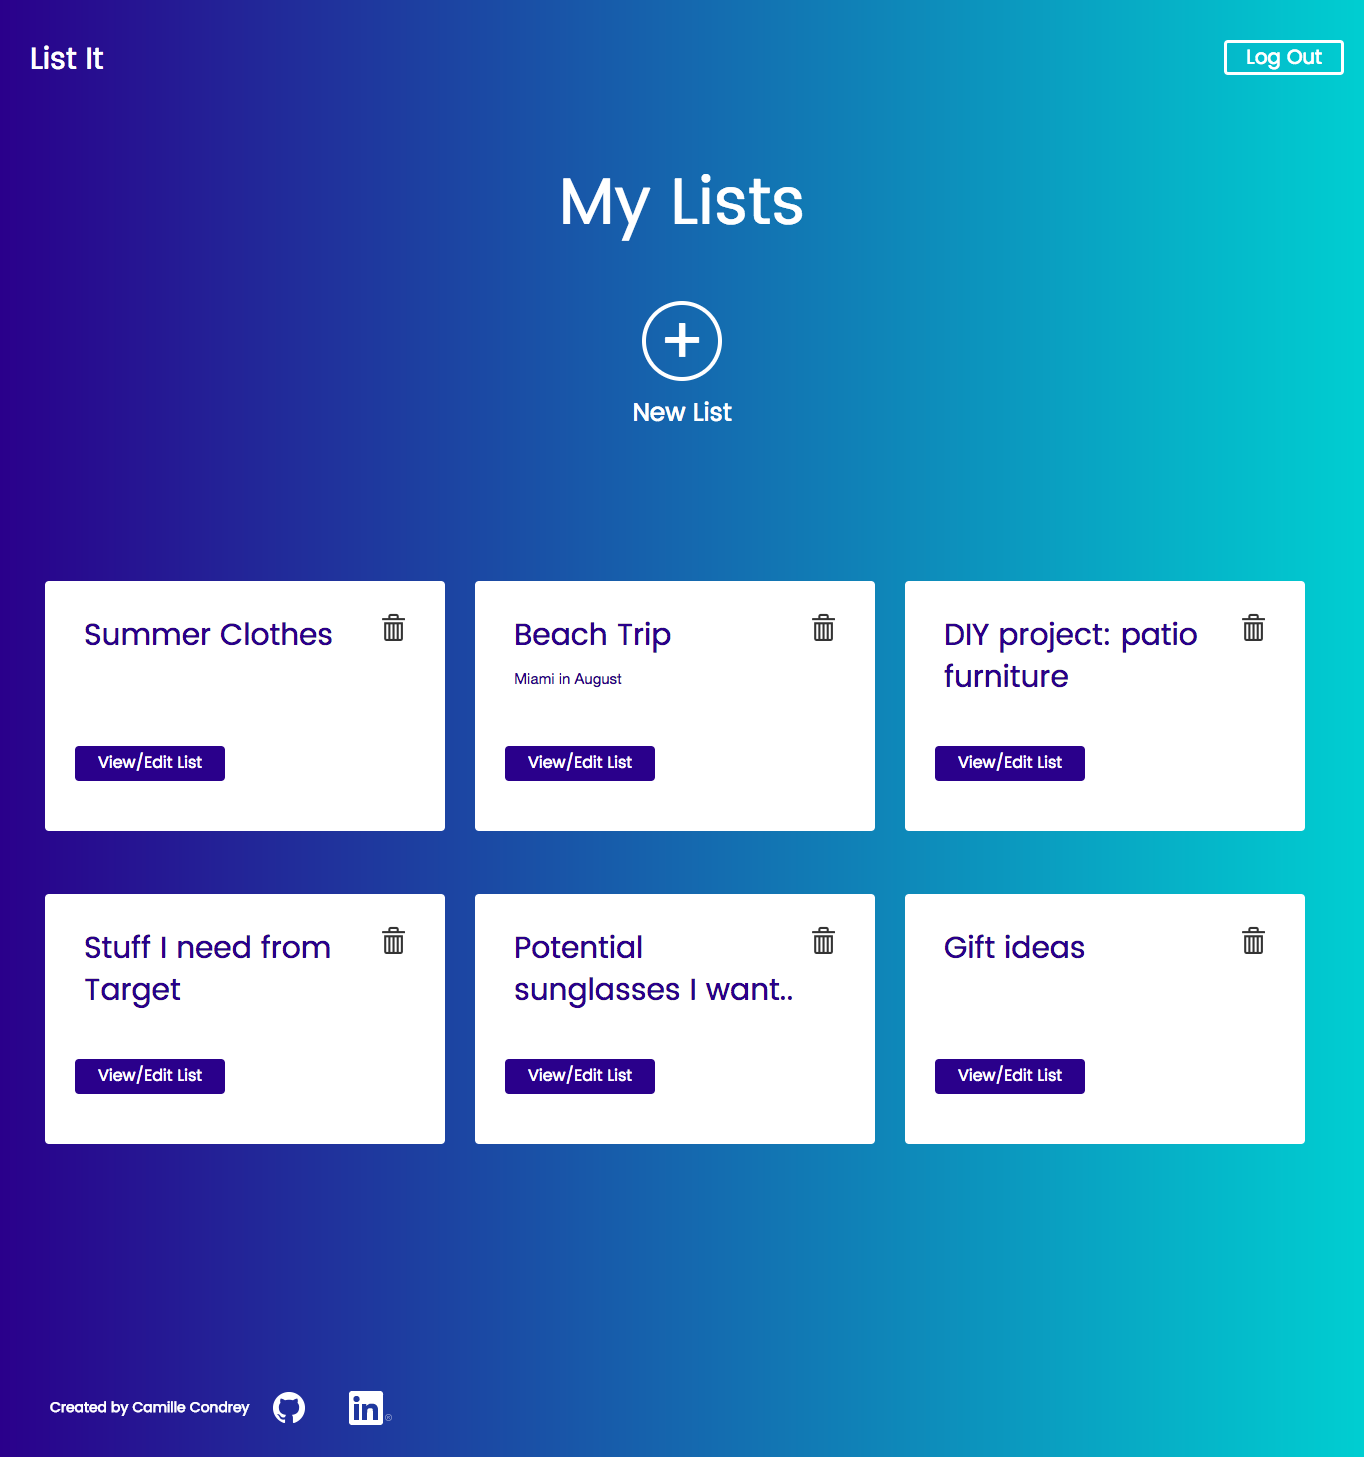 List It
Log Out
My Lists
New List
Summer Clothes
View/Edit List
Beach Trip
Miami in August
View/Edit List
DIY project: patio
furniture
View/Edit List
Stuff I need from
Target
View/Edit List
Potential
sunglasses I want..
View/Edit List
Gift ideas
View/Edit List
Created by Camille Condrey
in®